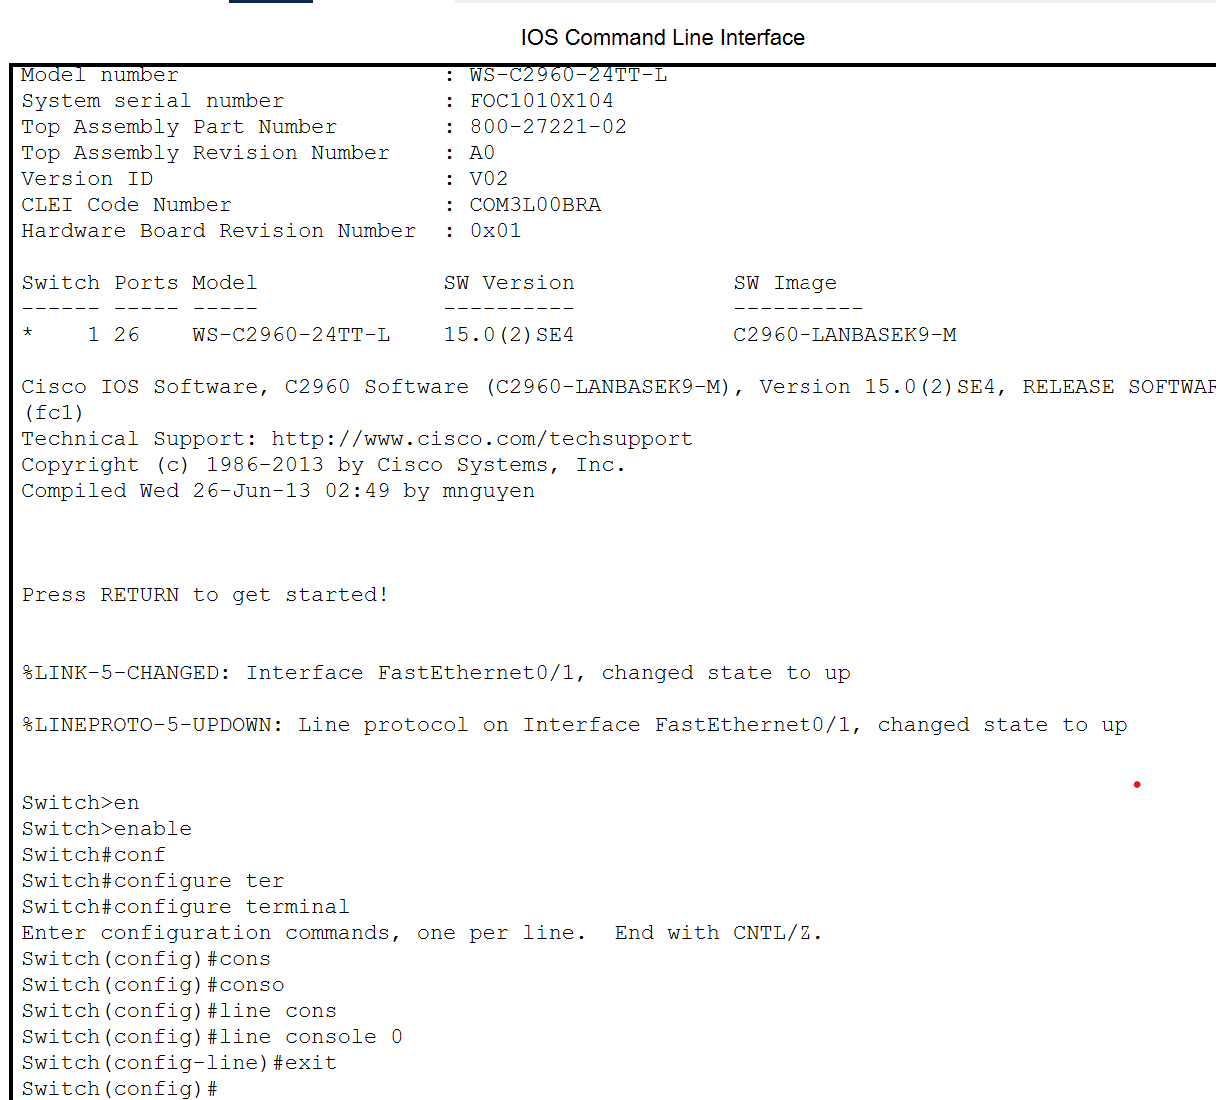 IOS Command Line Interface
Model number                    : WS-C2960-24TT-L
System serial number            : FOC1010X104
Top Assembly Part Number        : 800-27221-02
Top Assembly Revision Number    : A0
Version ID                      : V02
CLEI Code Number                : COM3L00BRA
Hardware Board Revision Number  : 0x01
Switch Ports Model              SW Version            SW Image
------ ----- -----              ----------            ----------
*    1 26    WS-C2960-24TT-L    15.0(2)SE4            C2960-LANBASEK9-M
Cisco IOS Software, C2960 Software (C2960-LANBASEK9-M), Version 15.0(2)SE4, RELEASE SOFTWAR
(fc1)
Technical Support: http://www.cisco.com/techsupport
Copyright (c) 1986-2013 by Cisco Systems, Inc.
Compiled Wed 26-Jun-13 02:49 by mnguyen
Press RETURN to get started!
%LINK-5-CHANGED: Interface FastEthernet0/1, changed state to up
%LINEPROTO-5-UPDOWN: Line protocol on Interface FastEthernet0/1, changed state to up
Switch>en
Switch>enable
Switch#conf
Switch#configure ter
Switch#configure terminal
Enter configuration commands, one per line.  End with CNTL/Z.
Switch(config)#cons
Switch(config)#conso
Switch(config)#line cons
Switch(config)#line console 0
Switch(config-line)#exit
Switch(config)#